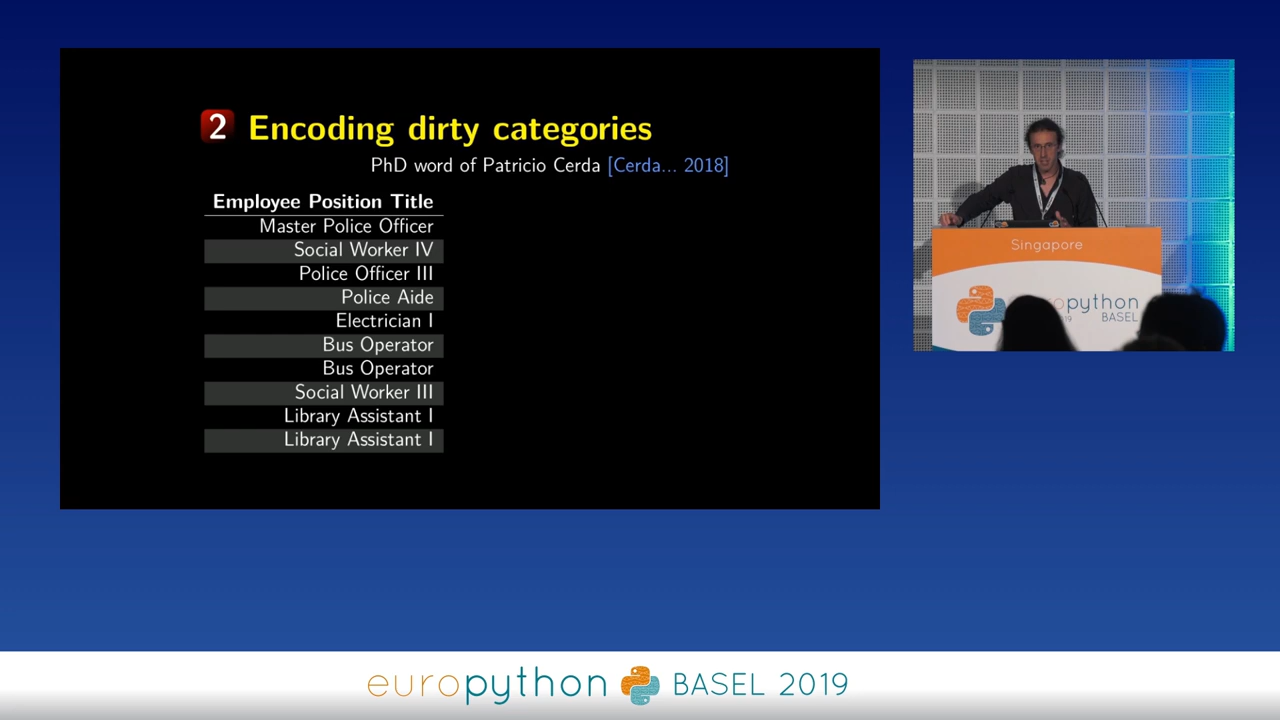 2 Encoding dirty categories
PhD word of Patricio Cerda [Cerda... 2018]
Employee Position Title
Master Police Officer
Social Worker IV
Police Officer III
Police Aide
Electrician I
Bus Operator
Bus Operator
Social Worker III
Library Assistant I
Library Assistant I
Singapore
europython
BASEL
europython BASEL 2019